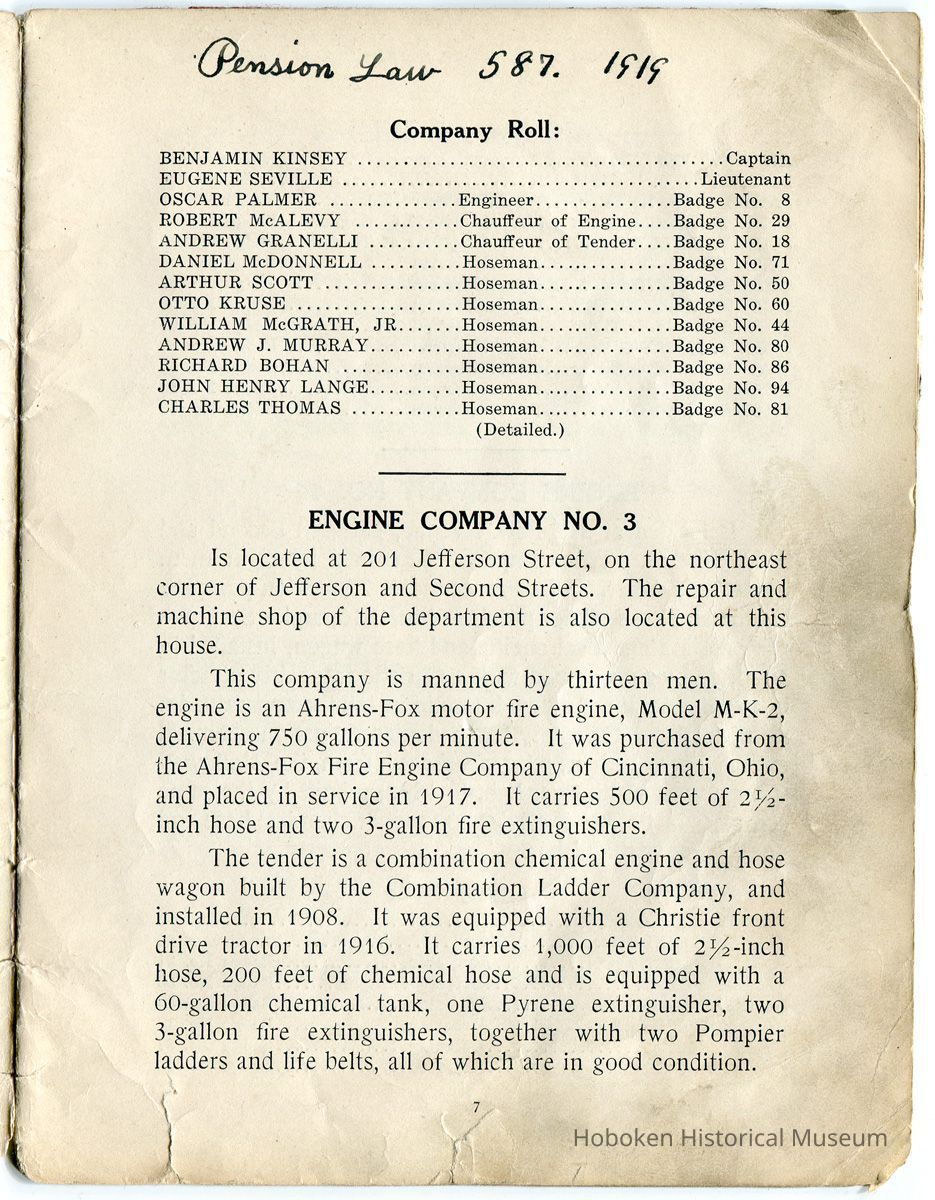 Pension Law 587. 1919
Company Roll:
BENJAMIN KINSEY ........................................Captain
EUGENE SEVILLE .......................................Lieutenant
OSCAR PALMER ..............Engineer...............Badge No. 8
ROBERT McALEVY ...........Chauffeur of Engine....Badge No. 29
ANDREW GRANELLI ..........Chauffeur of Tender....Badge No. 18
DANIEL McDONNELL ..........Hoseman..............Badge No. 71
ARTHUR SCOTT ...............Hoseman..............Badge No. 50
OTTO KRUSE ..................Hoseman..............Badge No. 60
WILLIAM McGRATH, JR.......Hoseman..............Badge No. 44
ANDREW J. MURRAY..........Hoseman..............Badge No. 80
RICHARD BOHAN .............Hoseman..............Badge No. 86
JOHN HENRY LANGE..........Hoseman..............Badge No. 94
CHARLES THOMAS ............Hoseman..............Badge No. 81
(Detailed.)
ENGINE COMPANY NO. 3
Is located at 201 Jefferson Street, on the northeast
corner of Jefferson and Second Streets. The repair and
machine shop of the department is also located at this
house.
This company is manned by thirteen men. The
engine is an Ahrens-Fox motor fire engine, Model M-K-2,
delivering 750 gallons per minute. It was purchased from
the Ahrens-Fox Fire Engine Company of Cincinnati, Ohio,
and placed in service in 1917. It carries 500 feet of 2½-
inch hose and two 3-gallon fire extinguishers.
The tender is a combination chemical engine and hose
wagon built by the Combination Ladder Company, and
installed in 1908. It was equipped with a Christie front
drive tractor in 1916. It carries 1,000 feet of 2½-inch
hose, 200 feet of chemical hose and is equipped with a
60-gallon chemical tank, one Pyrene extinguisher, two
3-gallon fire extinguishers, together with two Pompier
ladders and life belts, all of which are in good condition.
7
Hoboken Historical Museum